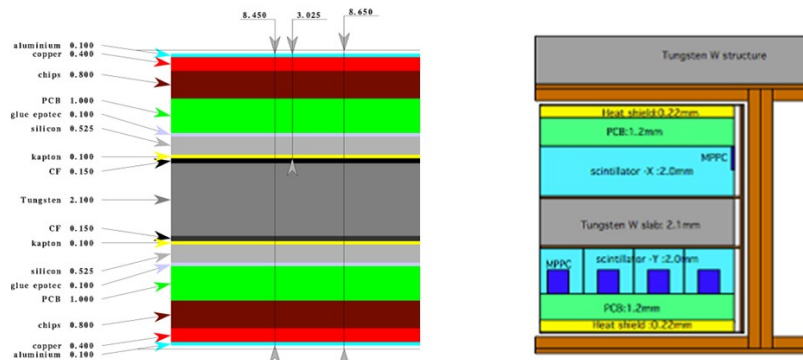 8.450 3.025 8.650
aluminium 0.100
copper 0.400
chips 0.800
PCB 1.000
glue epotec 0.100
silicon 0.525
kapton 0.100
CF 0.150
Tungsten 2.100
CF 0.150
kapton 0.100
silicon 0.525
glue epotec 0.100
PCB 1.000
chips 0.800
copper 0.400
aluminium 0.100
Tungsten W structure
Heat shield:0.22mm
PCB:1.2mm
MPPC
scintillator -X :2.0mm
Tungsten W slab: 2.1mm
scintillator -Y :2.0mm
MPPC
PCB:1.2mm
Heat shield:0.22mm